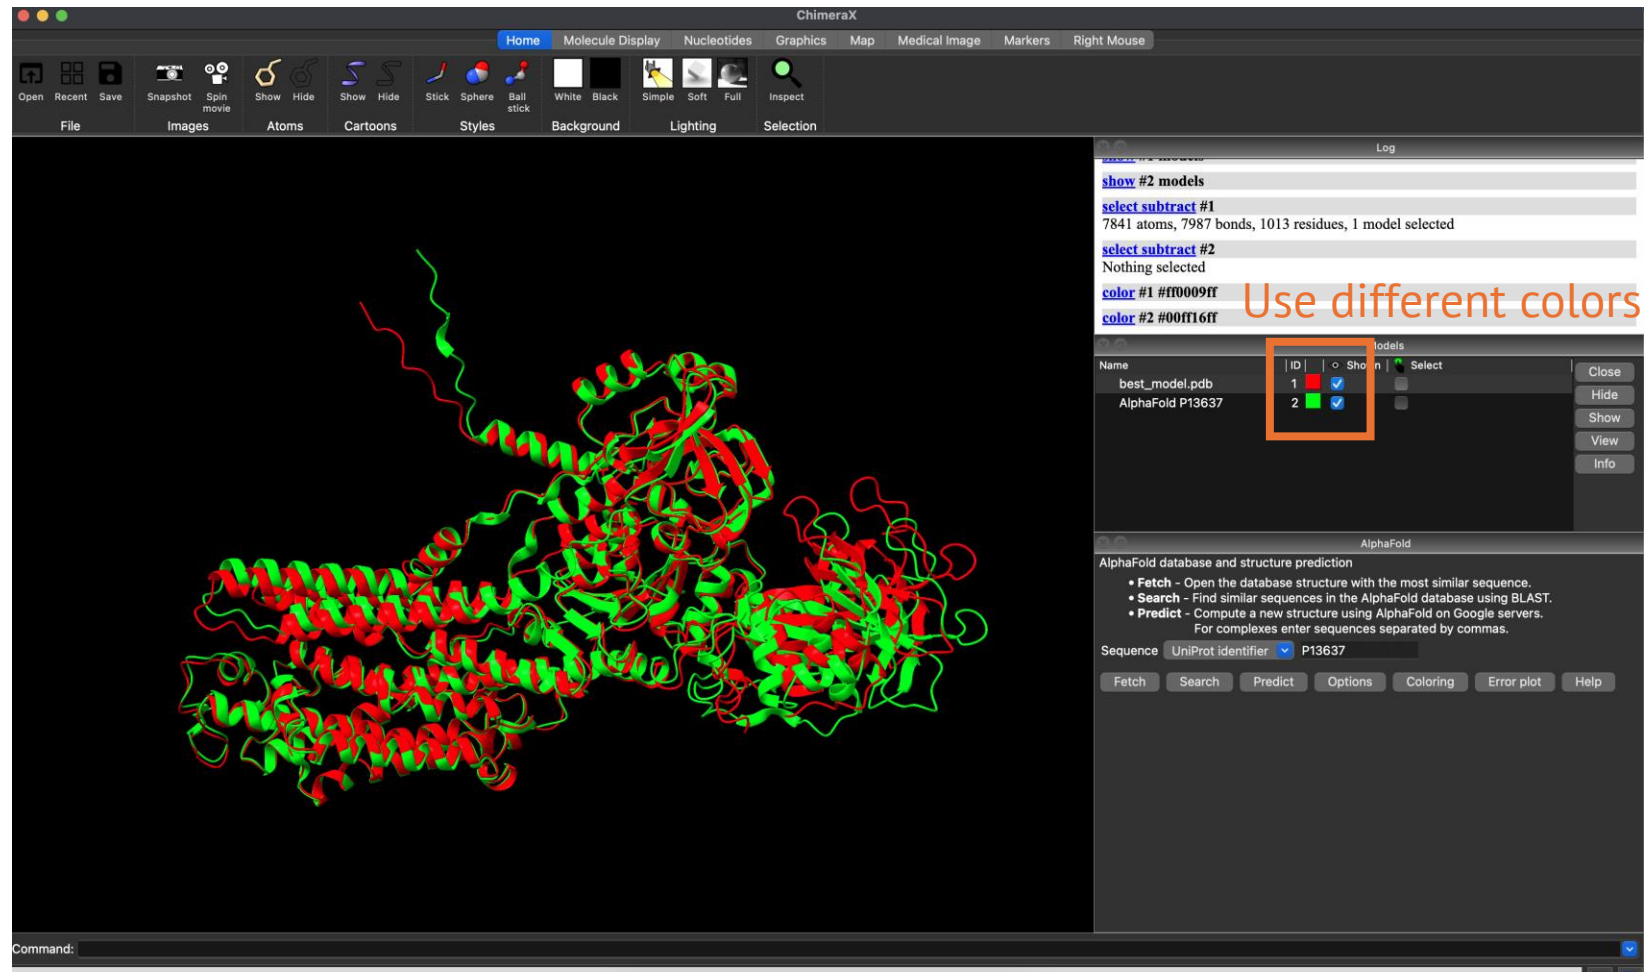 ChimeraX
Home Molecule Display Nucleotides Graphics Map Medical Image Markers Right Mouse
Open Recent Save Snapshot Spin movie Show Hide Show Hide Stick Sphere Ball stick White Black Simple Soft Full Inspect
File Images Atoms Cartoons Styles Background Lighting Selection
Log
show #1 models
show #2 models
select subtract #1
7841 atoms, 7987 bonds, 1013 residues, 1 model selected
select subtract #2
Nothing selected
color #1 #ff0009ff
Use different colors
color #2 #00ff16ff
Models
Name ID Shown Select
best_model.pdb 1
AlphaFold P13637 2
Close
Hide
Show
View
Info
AlphaFold
AlphaFold database and structure prediction
• Fetch - Open the database structure with the most similar sequence.
• Search - Find similar sequences in the AlphaFold database using BLAST.
• Predict - Compute a new structure using AlphaFold on Google servers.
For complexes enter sequences separated by commas.
Sequence UniProt identifier P13637
Fetch Search Predict Options Coloring Error plot Help
Command: